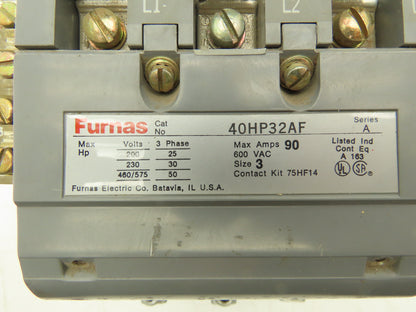 L1
L2
Furnas
Cat No
40HP32AF
Series A
Max Hp
Volts 3 Phase
200 25
230 30
460/575 50
Max Amps 90
600 VAC
Size 3
Contact Kit 75HF14
Listed Ind
Cont Eq.
A 163
UL
SA
Furnas Electric Co. Batavia, IL U.S.A.